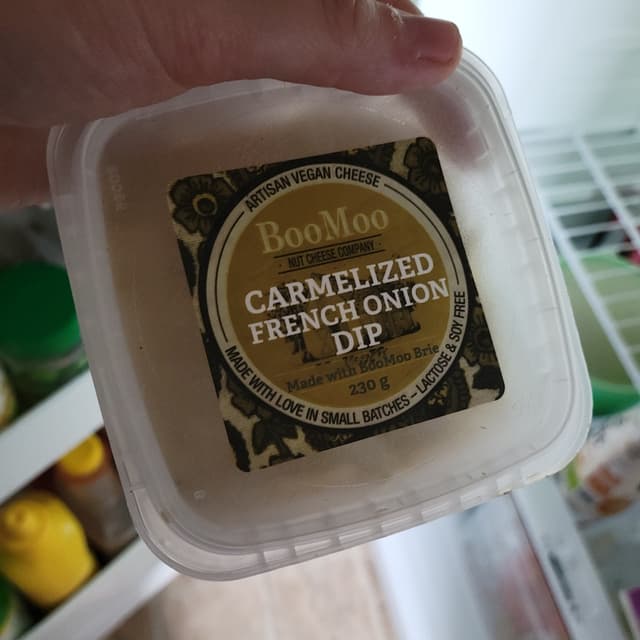 ARTISAN VEGAN CHEESE
BooMoo
NUT CHEESE COMPANY
CARMELIZED
FRENCH ONION
DIP
Made with BooMoo Brie
230 g
MADE WITH LOVE IN SMALL BATCHES – LACTOSE & SOY FREE